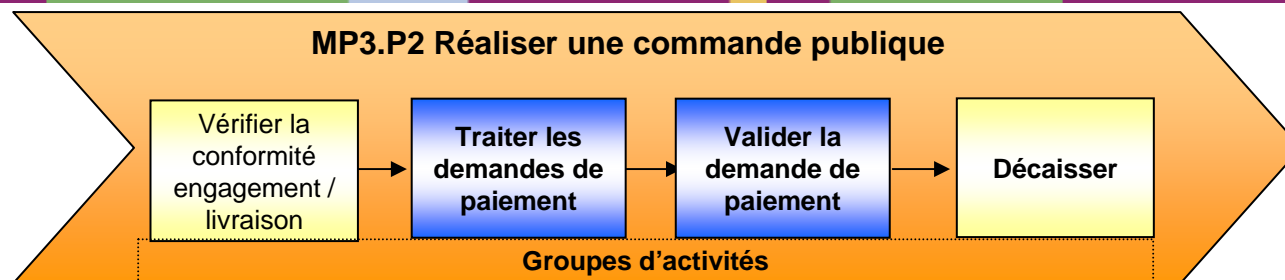 MP3.P2 Réaliser une commande publique
Vérifier la
conformité
engagement /
livraison
Traiter les
demandes de
paiement
Valider la
demande de
paiement
Décaisser
Groupes d’activités